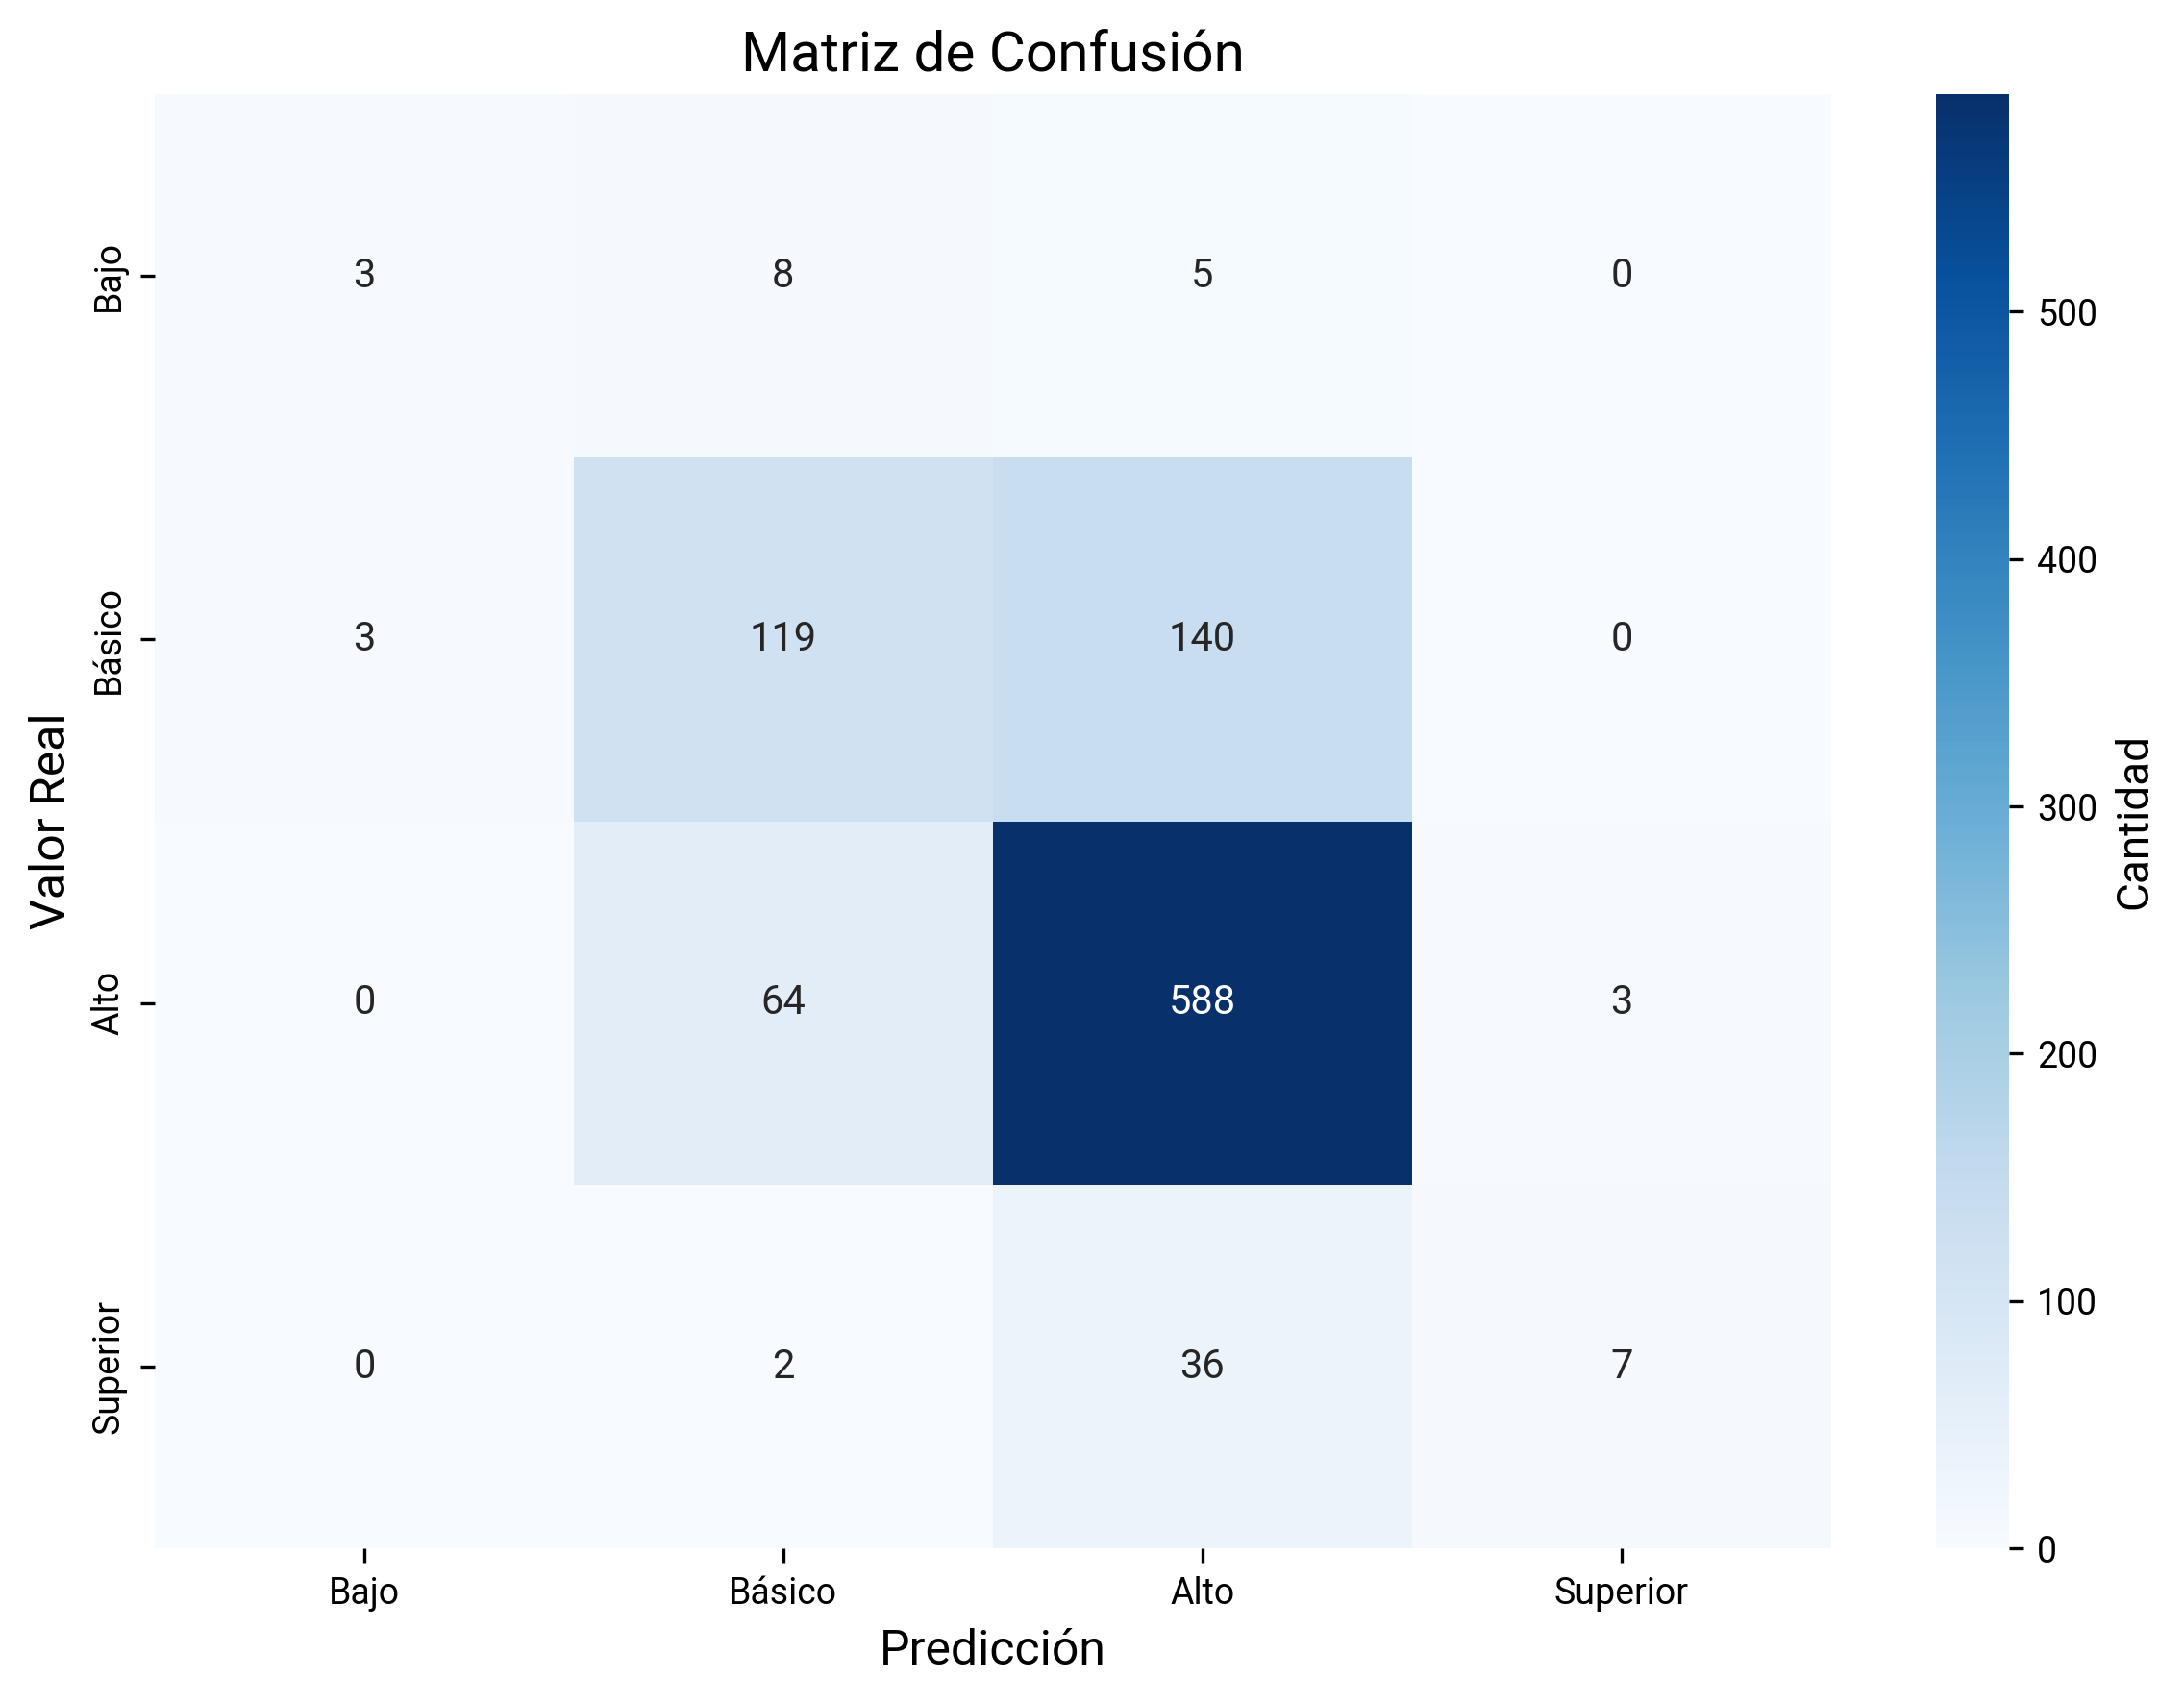 Matriz de Confusión
Valor Real
Bajo 3 8 5 0
Básico 3 119 140 0
Alto 0 64 588 3
Superior 0 2 36 7
Bajo Básico Alto Superior
Predicción
500
400
300
200
100
0
Cantidad